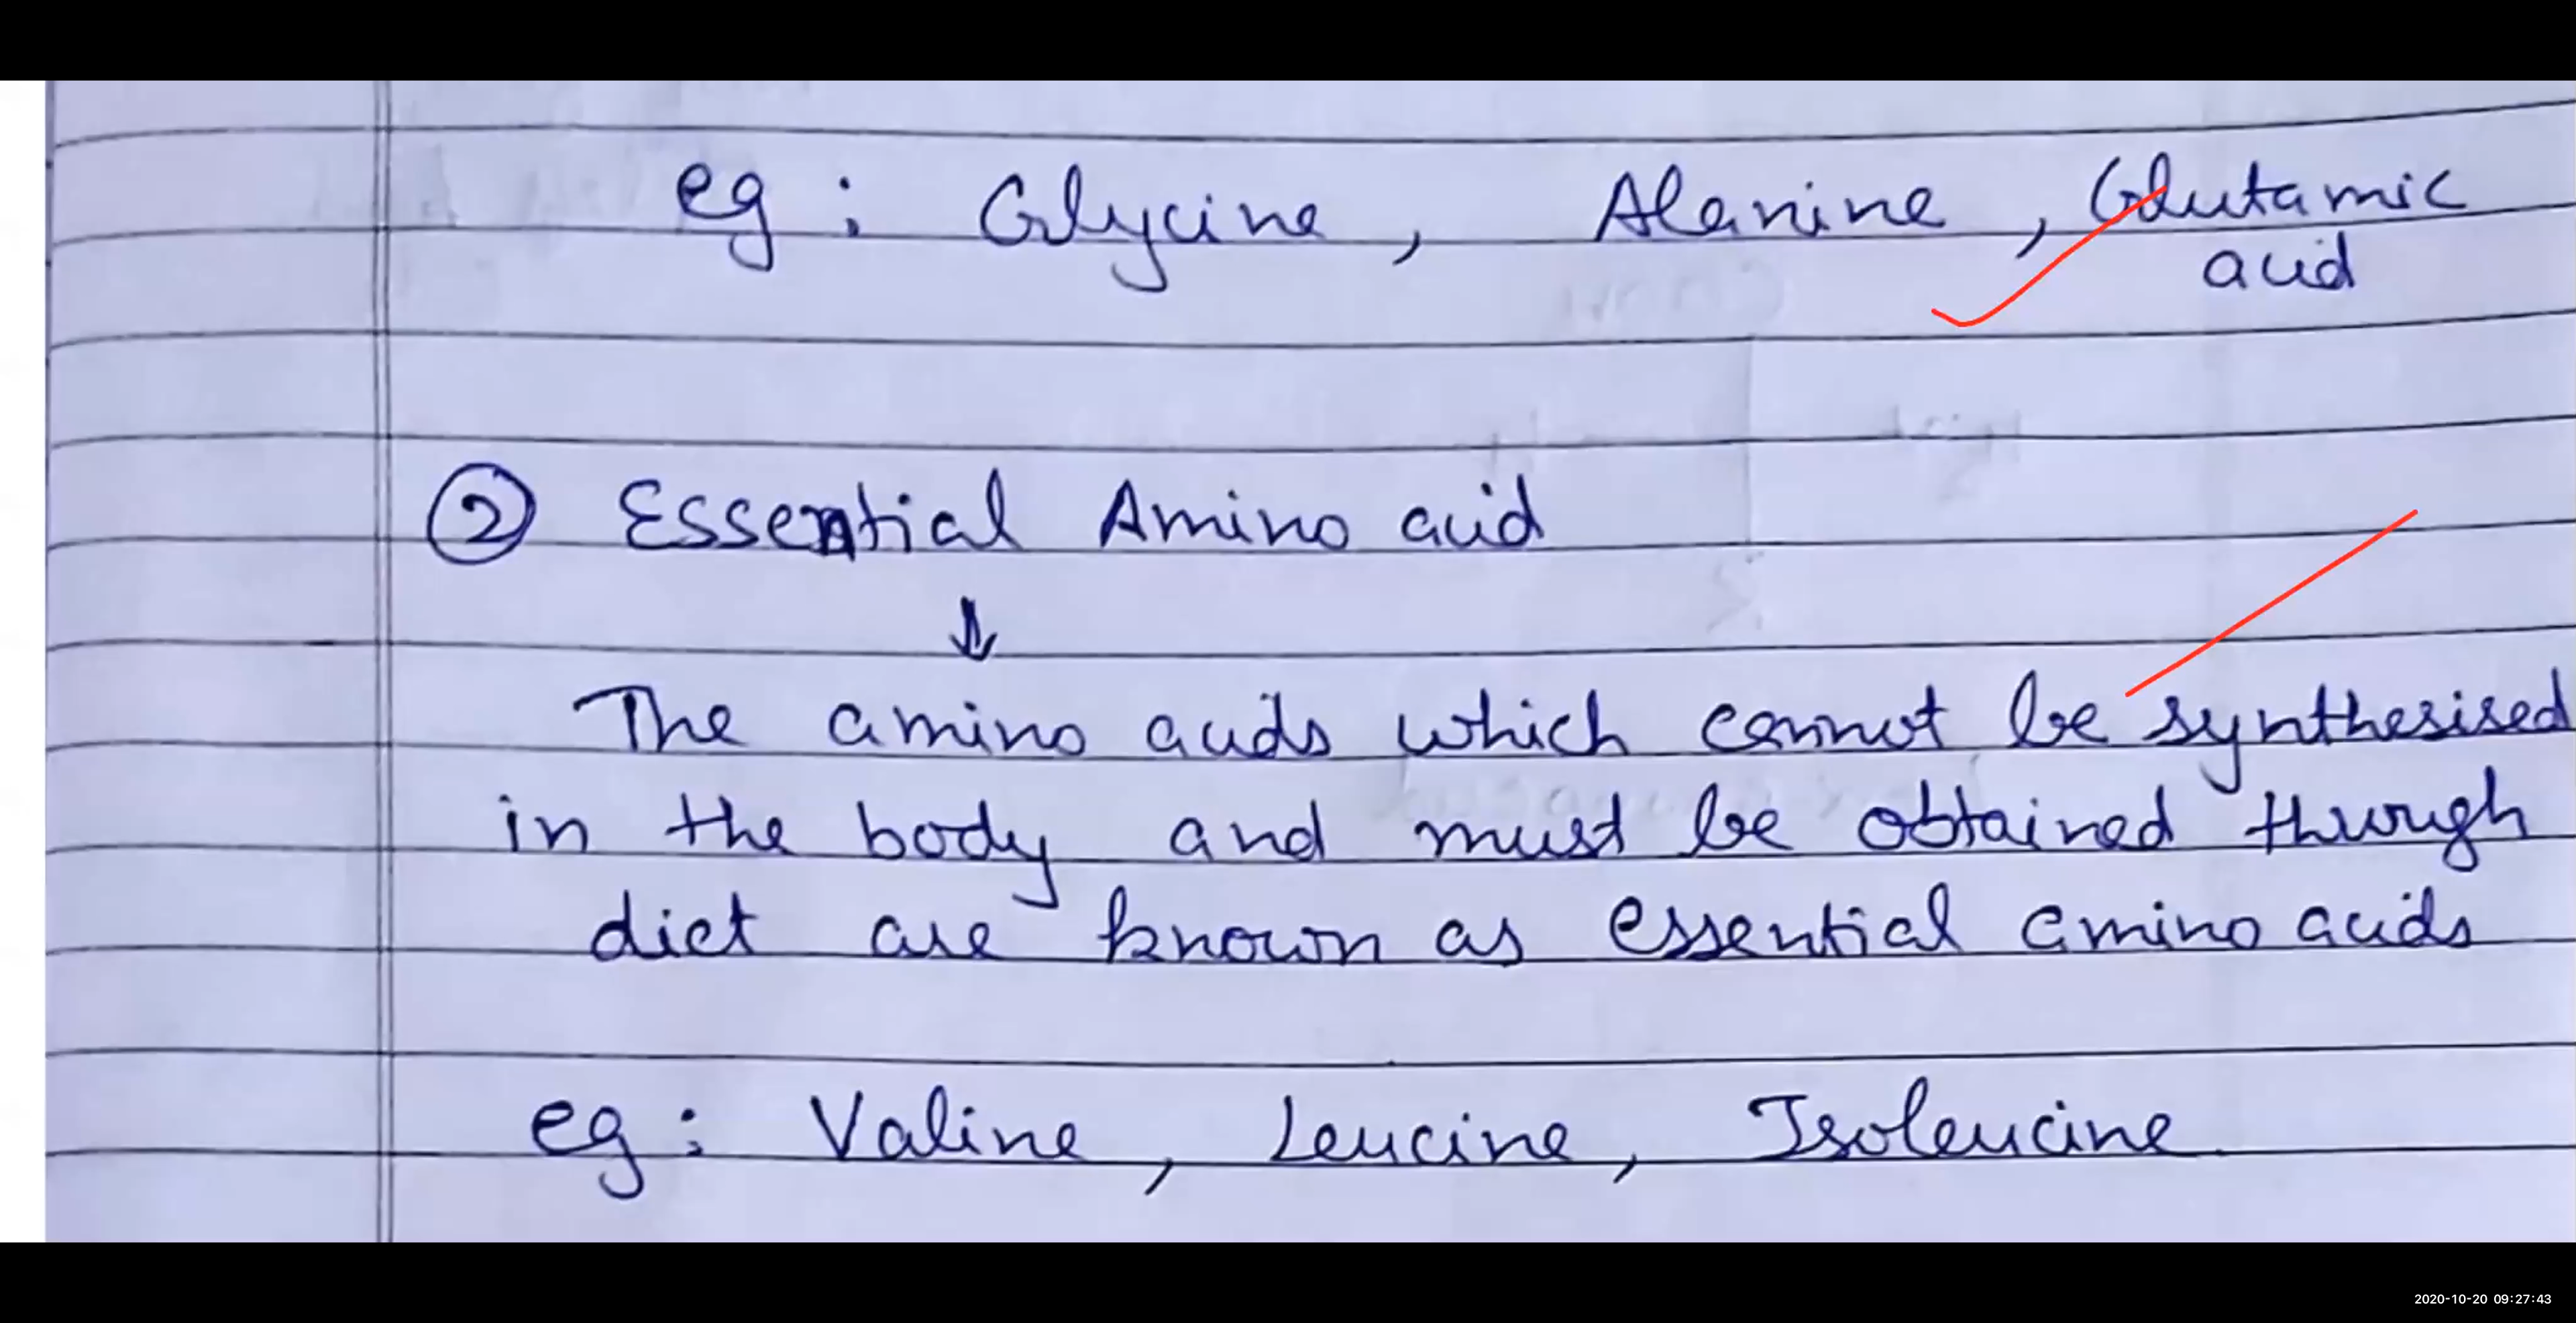 eg : Glycine , Alanine , Glutamic
acid
② Essential Amino acid
↓
The amino acids which cannot be synthesised
in the body and must be obtained through
diet are known as essential amino acids
eg : Valine , Leucine , Isoleucine
2020-10-20 09:27:43